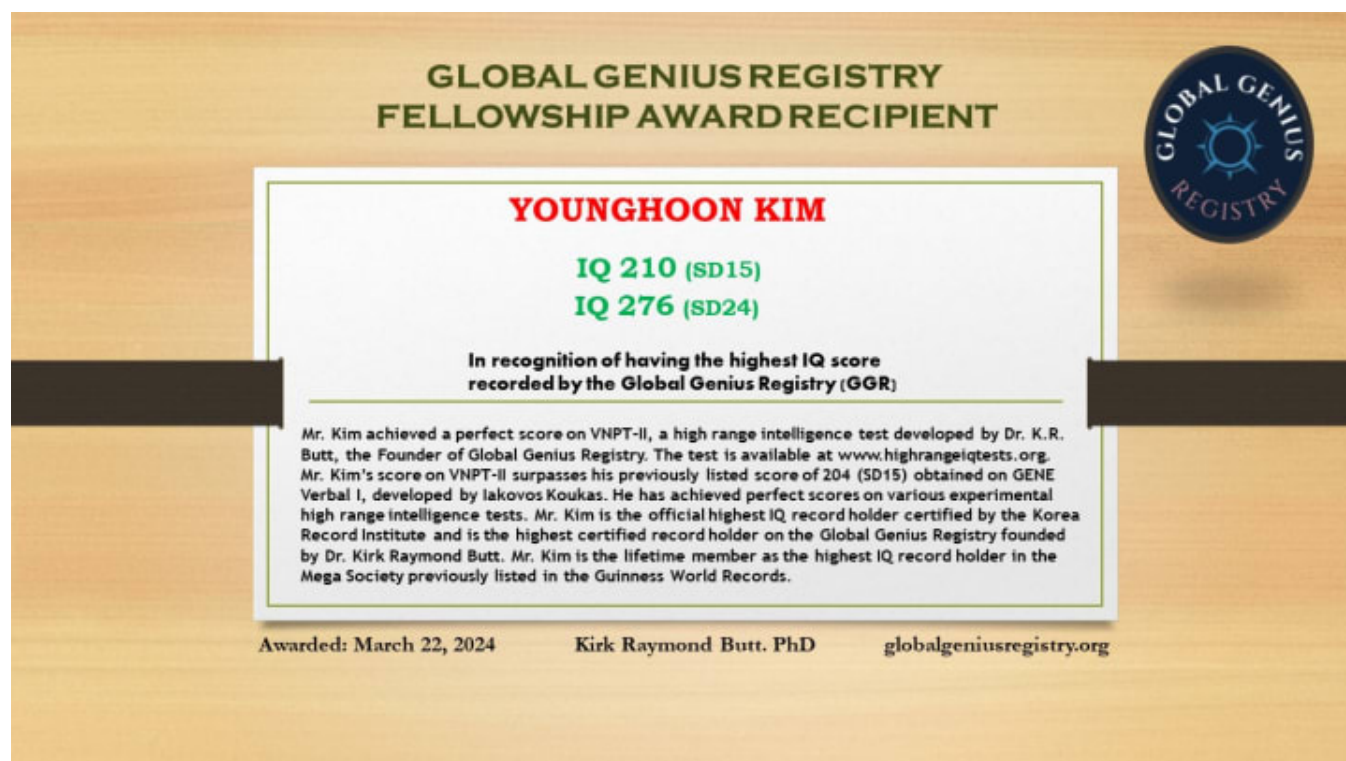 GLOBAL GENIUS REGISTRY
FELLOWSHIP AWARD RECIPIENT
GLOBAL GENIUS
REGISTRY
YOUNGHOON KIM
IQ 210 (SD15)
IQ 276 (SD24)
In recognition of having the highest IQ score
recorded by the Global Genius Registry (GGR)
Mr. Kim achieved a perfect score on VNPT-II, a high range intelligence test developed by Dr. K.R.
Butt, the Founder of Global Genius Registry. The test is available at www.highrangeiqtests.org.
Mr. Kim's score on VNPT-II surpasses his previously listed score of 204 (SD15) obtained on GENE
Verbal I, developed by Iakovos Koukas. He has achieved perfect scores on various experimental
high range intelligence tests. Mr. Kim is the official highest IQ record holder certified by the Korea
Record Institute and is the highest certified record holder on the Global Genius Registry founded
by Dr. Kirk Raymond Butt. Mr. Kim is the lifetime member as the highest IQ record holder in the
Mega Society previously listed in the Guinness World Records.
Awarded: March 22, 2024 Kirk Raymond Butt. PhD globalgeniusregistry.org